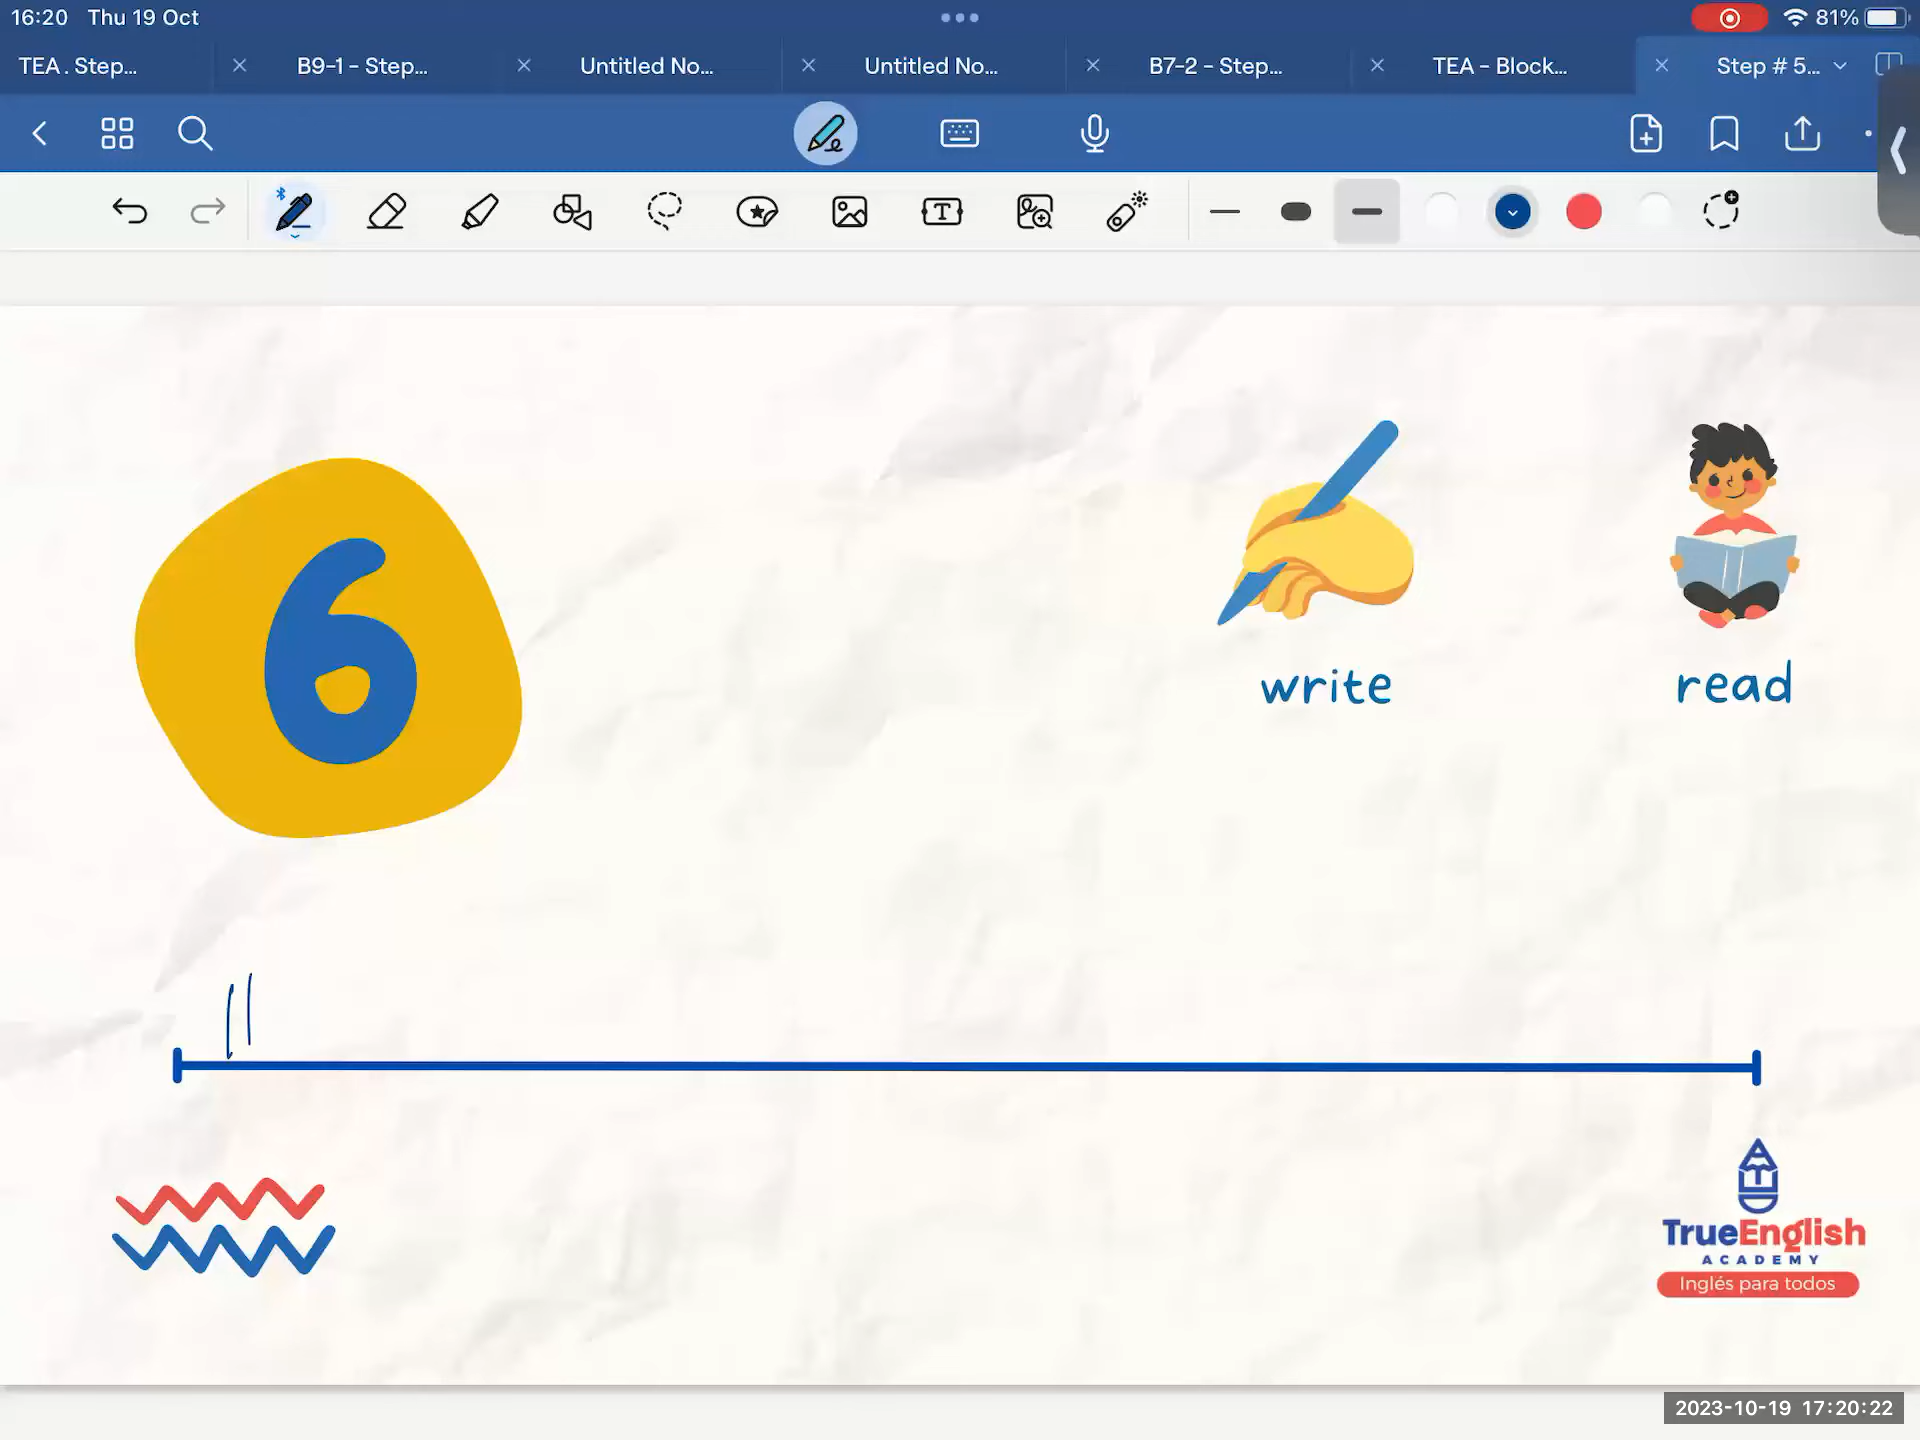 16:20 Thu 19 Oct
81%
TEA . Step...
B9-1 - Step...
Untitled No...
Untitled No...
B7-2 - Step...
TEA - Block...
Step # 5...
6
write
read
TrueEnglish
ACADEMY
Inglés para todos
2023-10-19 17:20:22